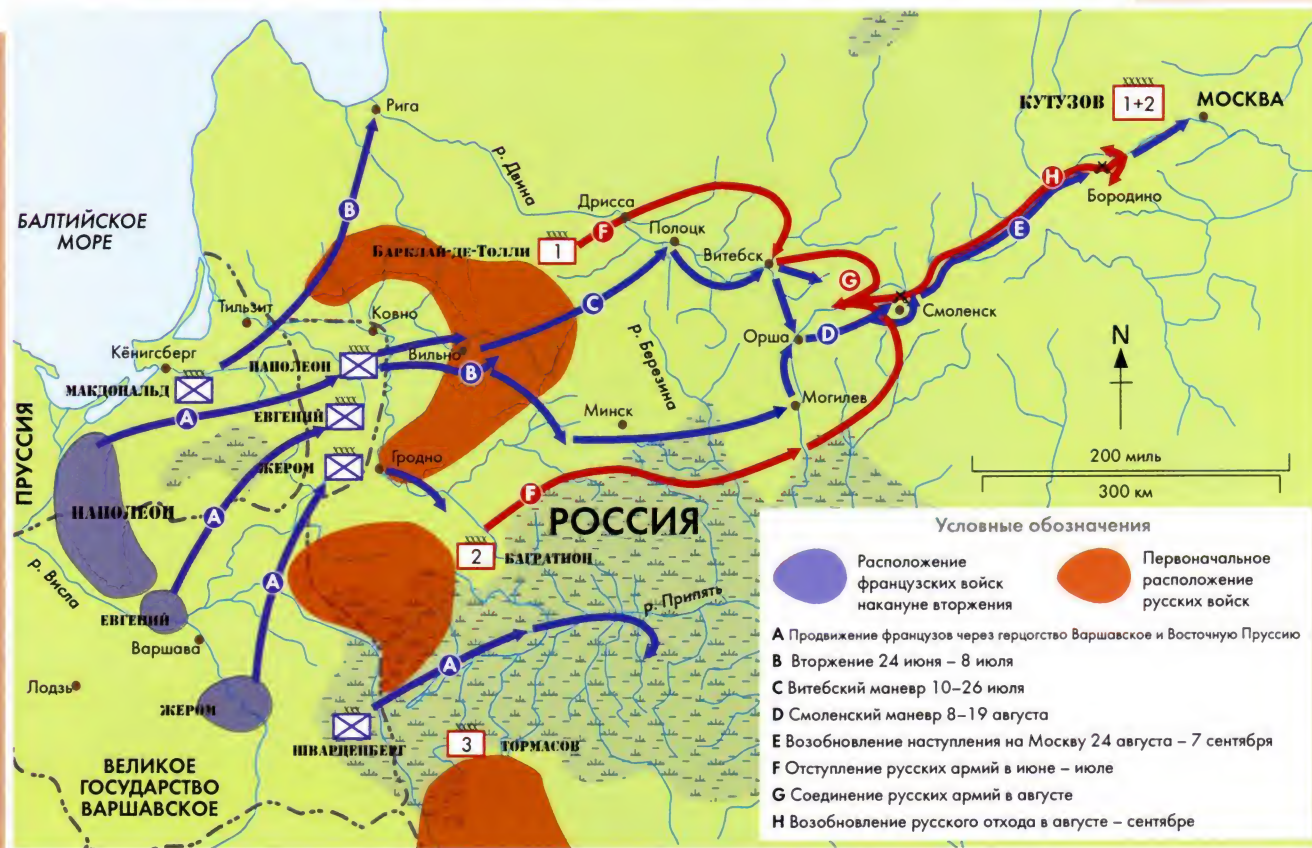 КУТУЗОВ
1+2
МОСКВА
Рига
р. Двина
Бородино
H
E
B
БАЛТИЙСКОЕ
МОРЕ
Дрисса
F
Полоцк
БАРКЛАЙ-ДЕ-ТОЛЛИ
1
Витебск
G
Тильзит
Ковно
C
Смоленск
Кёнигсберг
НАПОЛЕОН
Вильно
B
р. Березина
Орша
D
N
МАКДОНАЛЬД
A
ЕВГЕНИЙ
Минск
Могилев
ПРУССИЯ
ЖЕРОМ
Гродно
200 миль
300 км
F
НАПОЛЕОН
A
РОССИЯ
р. Висла
2
БАГРАТИОН
A
ЕВГЕНИЙ
р. Припять
Варшава
A
Лодзь
ЖЕРОМ
ШВАРДЕНБЕРГ
3
ТОРМАСОВ
ВЕЛИКОЕ
ГОСУДАРСТВО
ВАРШАВСКОЕ
Условные обозначения
Расположение
французских войск
накануне вторжения
Первоначальное
расположение
русских войск
A Продвижение французов через герцогство Варшавское и Восточную Пруссию
B Вторжение 24 июня – 8 июля
C Витебский маневр 10–26 июля
D Смоленский маневр 8–19 августа
E Возобновление наступления на Москву 24 августа – 7 сентября
F Отступление русских армий в июне – июле
G Соединение русских армий в августе
H Возобновление русского отхода в августе – сентябре